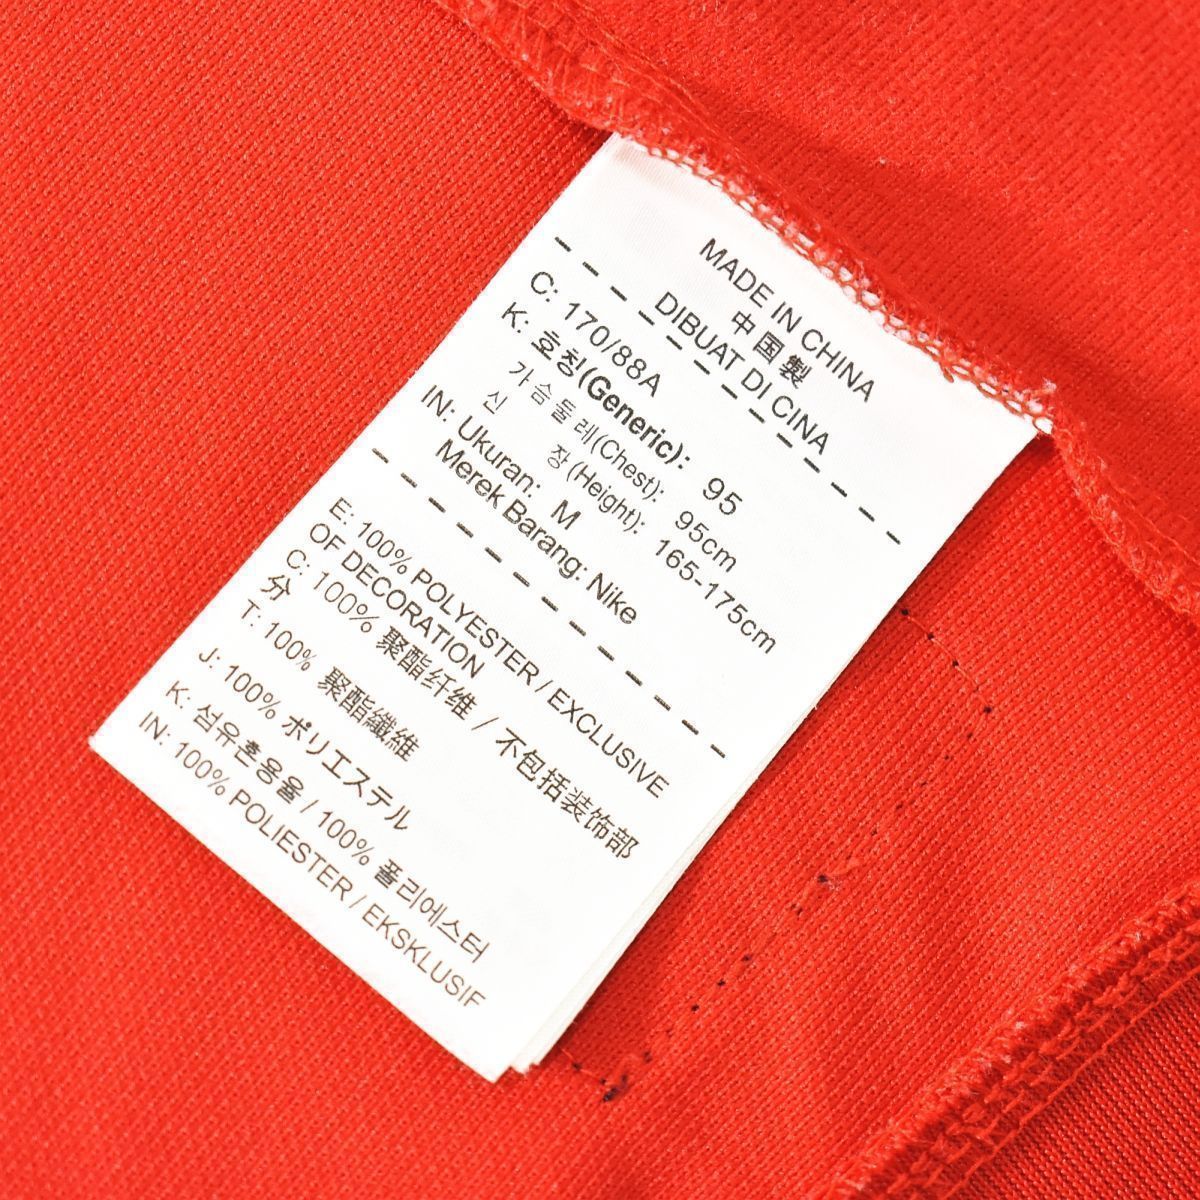 MADE IN CHINA
中国製
DIBUAT DI CINA
C: 170/88A
K: 호칭(Generic): 95
가슴둘레(Chest): 95cm
신 장(Height): 165-175cm
IN: Ukuran: M
Merek Barang: Nike
E: 100% POLYESTER / EXCLUSIVE
OF DECORATION
C: 100% 聚酯纤维 / 不包括装饰部
分
T: 100% 聚酯纖維
J: 100% ポリエステル
K: 섬유혼용율 / 100% 폴리에스터
IN: 100% POLIESTER / EKSKLUSIF